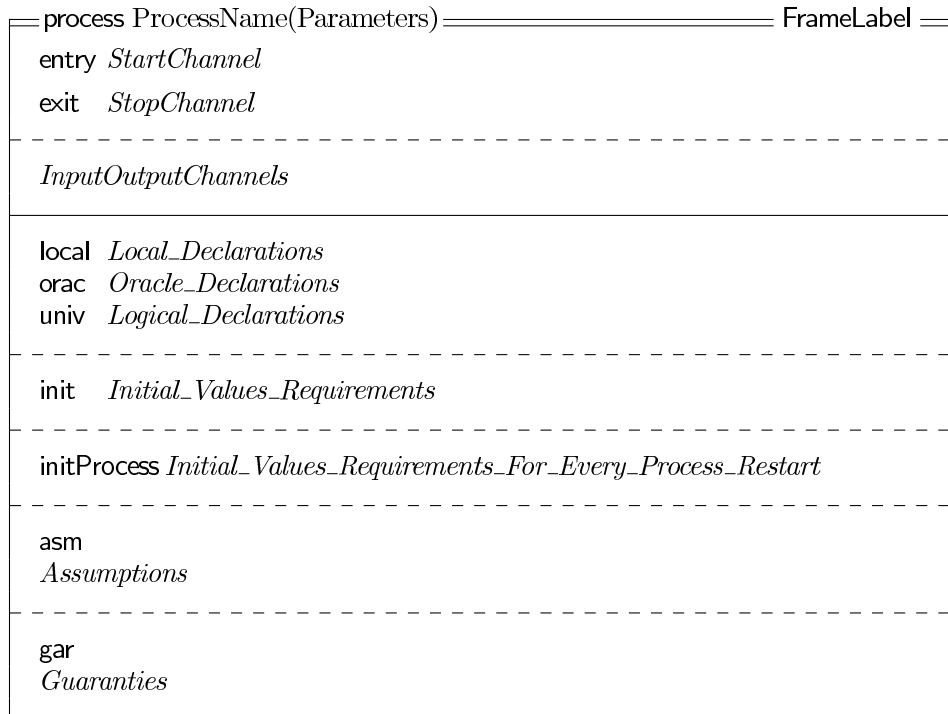 process ProcessName(Parameters) FrameLabel
entry StartChannel
exit StopChannel
InputOutputChannels
local Local_Declarations
orac Oracle_Declarations
univ Logical_Declarations
init Initial_Values_Requirements
initProcess Initial_Values_Requirements_For_Every_Process_Restart
asm
Assumptions
gar
Guaranties